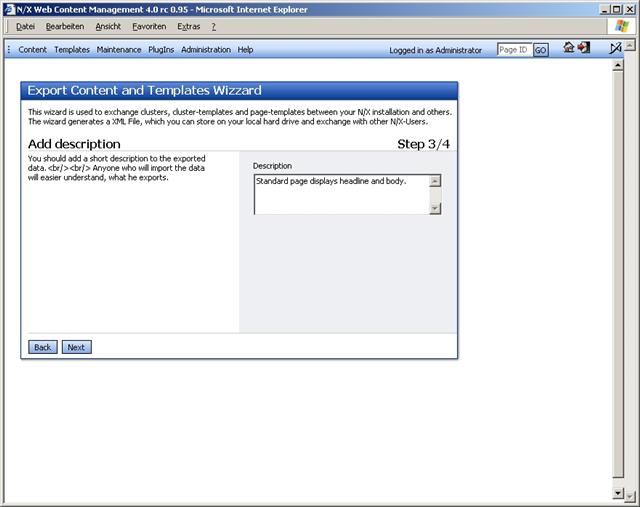 N/X Web Content Management 4.0 rc 0.95 - Microsoft Internet Explorer
Datei Bearbeiten Ansicht Favoriten Extras ?
Content Templates Maintenance PlugIns Administration Help Logged in as Administrator Page ID GO
Export Content and Templates Wizzard
This wizard is used to exchange clusters, cluster-templates and page-templates between your N/X installation and others.
The wizard generates a XML File, which you can store on your local hard drive and exchange with other N/X-Users.
Add description Step 3/4
You should add a short description to the exported
data. <br/><br/> Anyone who will import the data
will easier understand, what he exports.
Description
Standard page displays headline and body.
Back Next